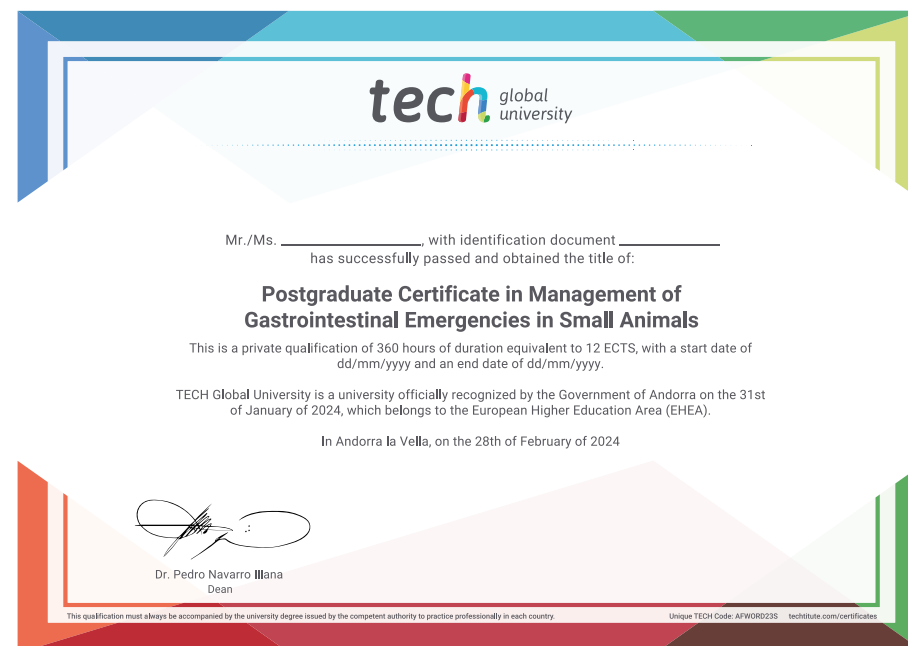 tech global university
Mr./Ms. ____________________, with identification document ______________
has successfully passed and obtained the title of:
Postgraduate Certificate in Management of
Gastrointestinal Emergencies in Small Animals
This is a private qualification of 360 hours of duration equivalent to 12 ECTS, with a start date of
dd/mm/yyyy and an end date of dd/mm/yyyy.
TECH Global University is a university officially recognized by the Government of Andorra on the 31st
of January of 2024, which belongs to the European Higher Education Area (EHEA).
In Andorra la Vella, on the 28th of February of 2024
Dr. Pedro Navarro Illana
Dean
This qualification must always be accompanied by the university degree issued by the competent authority to practice professionally in each country.
Unique TECH Code: AFWORD23S techtitute.com/certificates